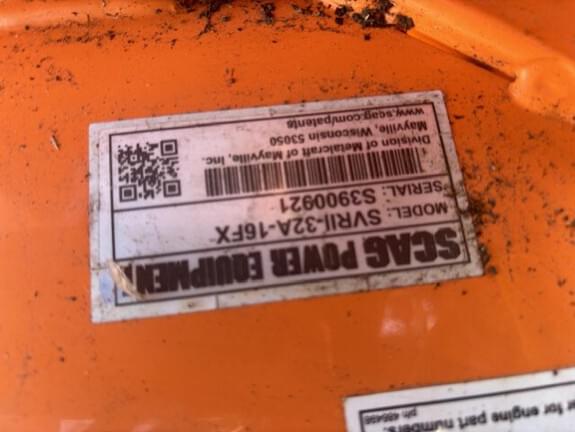 SCAG POWER EQUIPMENT
MODEL: SVRII-32A-16FX
SERIAL: S3900921
Division of Metalcraft of Mayville, Inc
Mayville, Wisconsin 53050
www.scag.com/patents
for engine part numbers.
p/n 486498